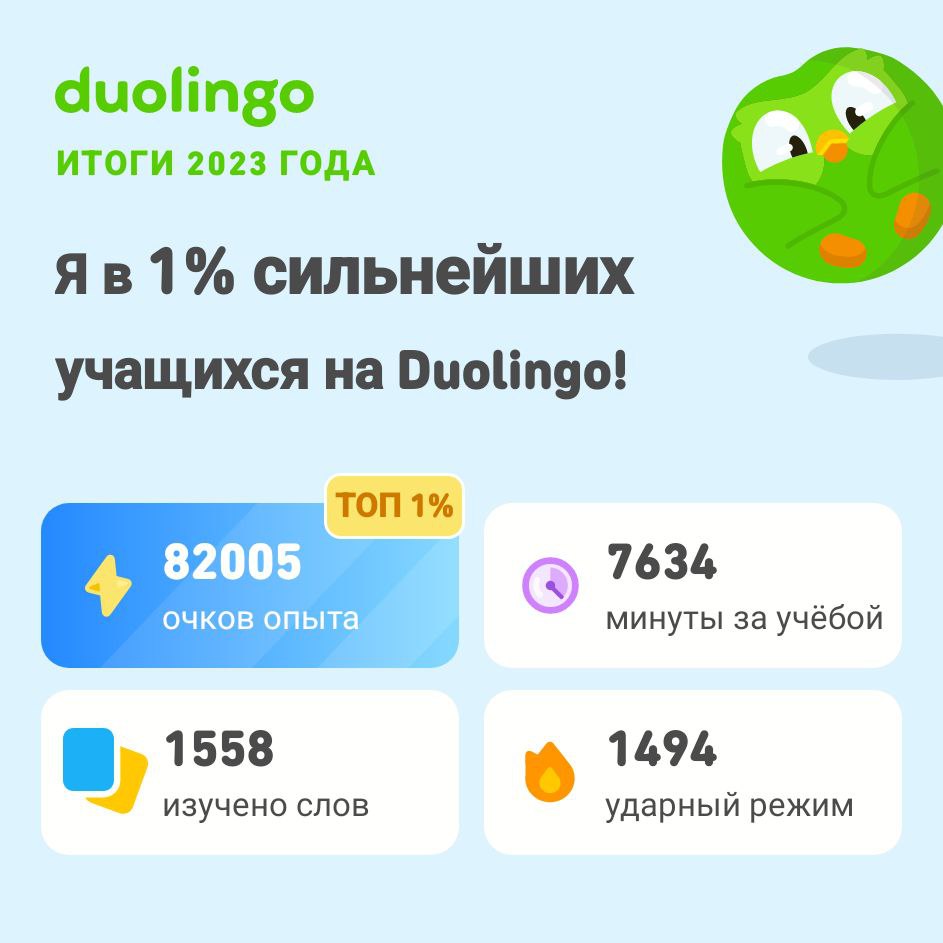 duolingo
ИТОГИ 2023 ГОДА
Я в 1% сильнейших
учащихся на Duolingo!
ТОП 1%
82005
очков опыта
7634
минуты за учёбой
1558
изучено слов
1494
ударный режим